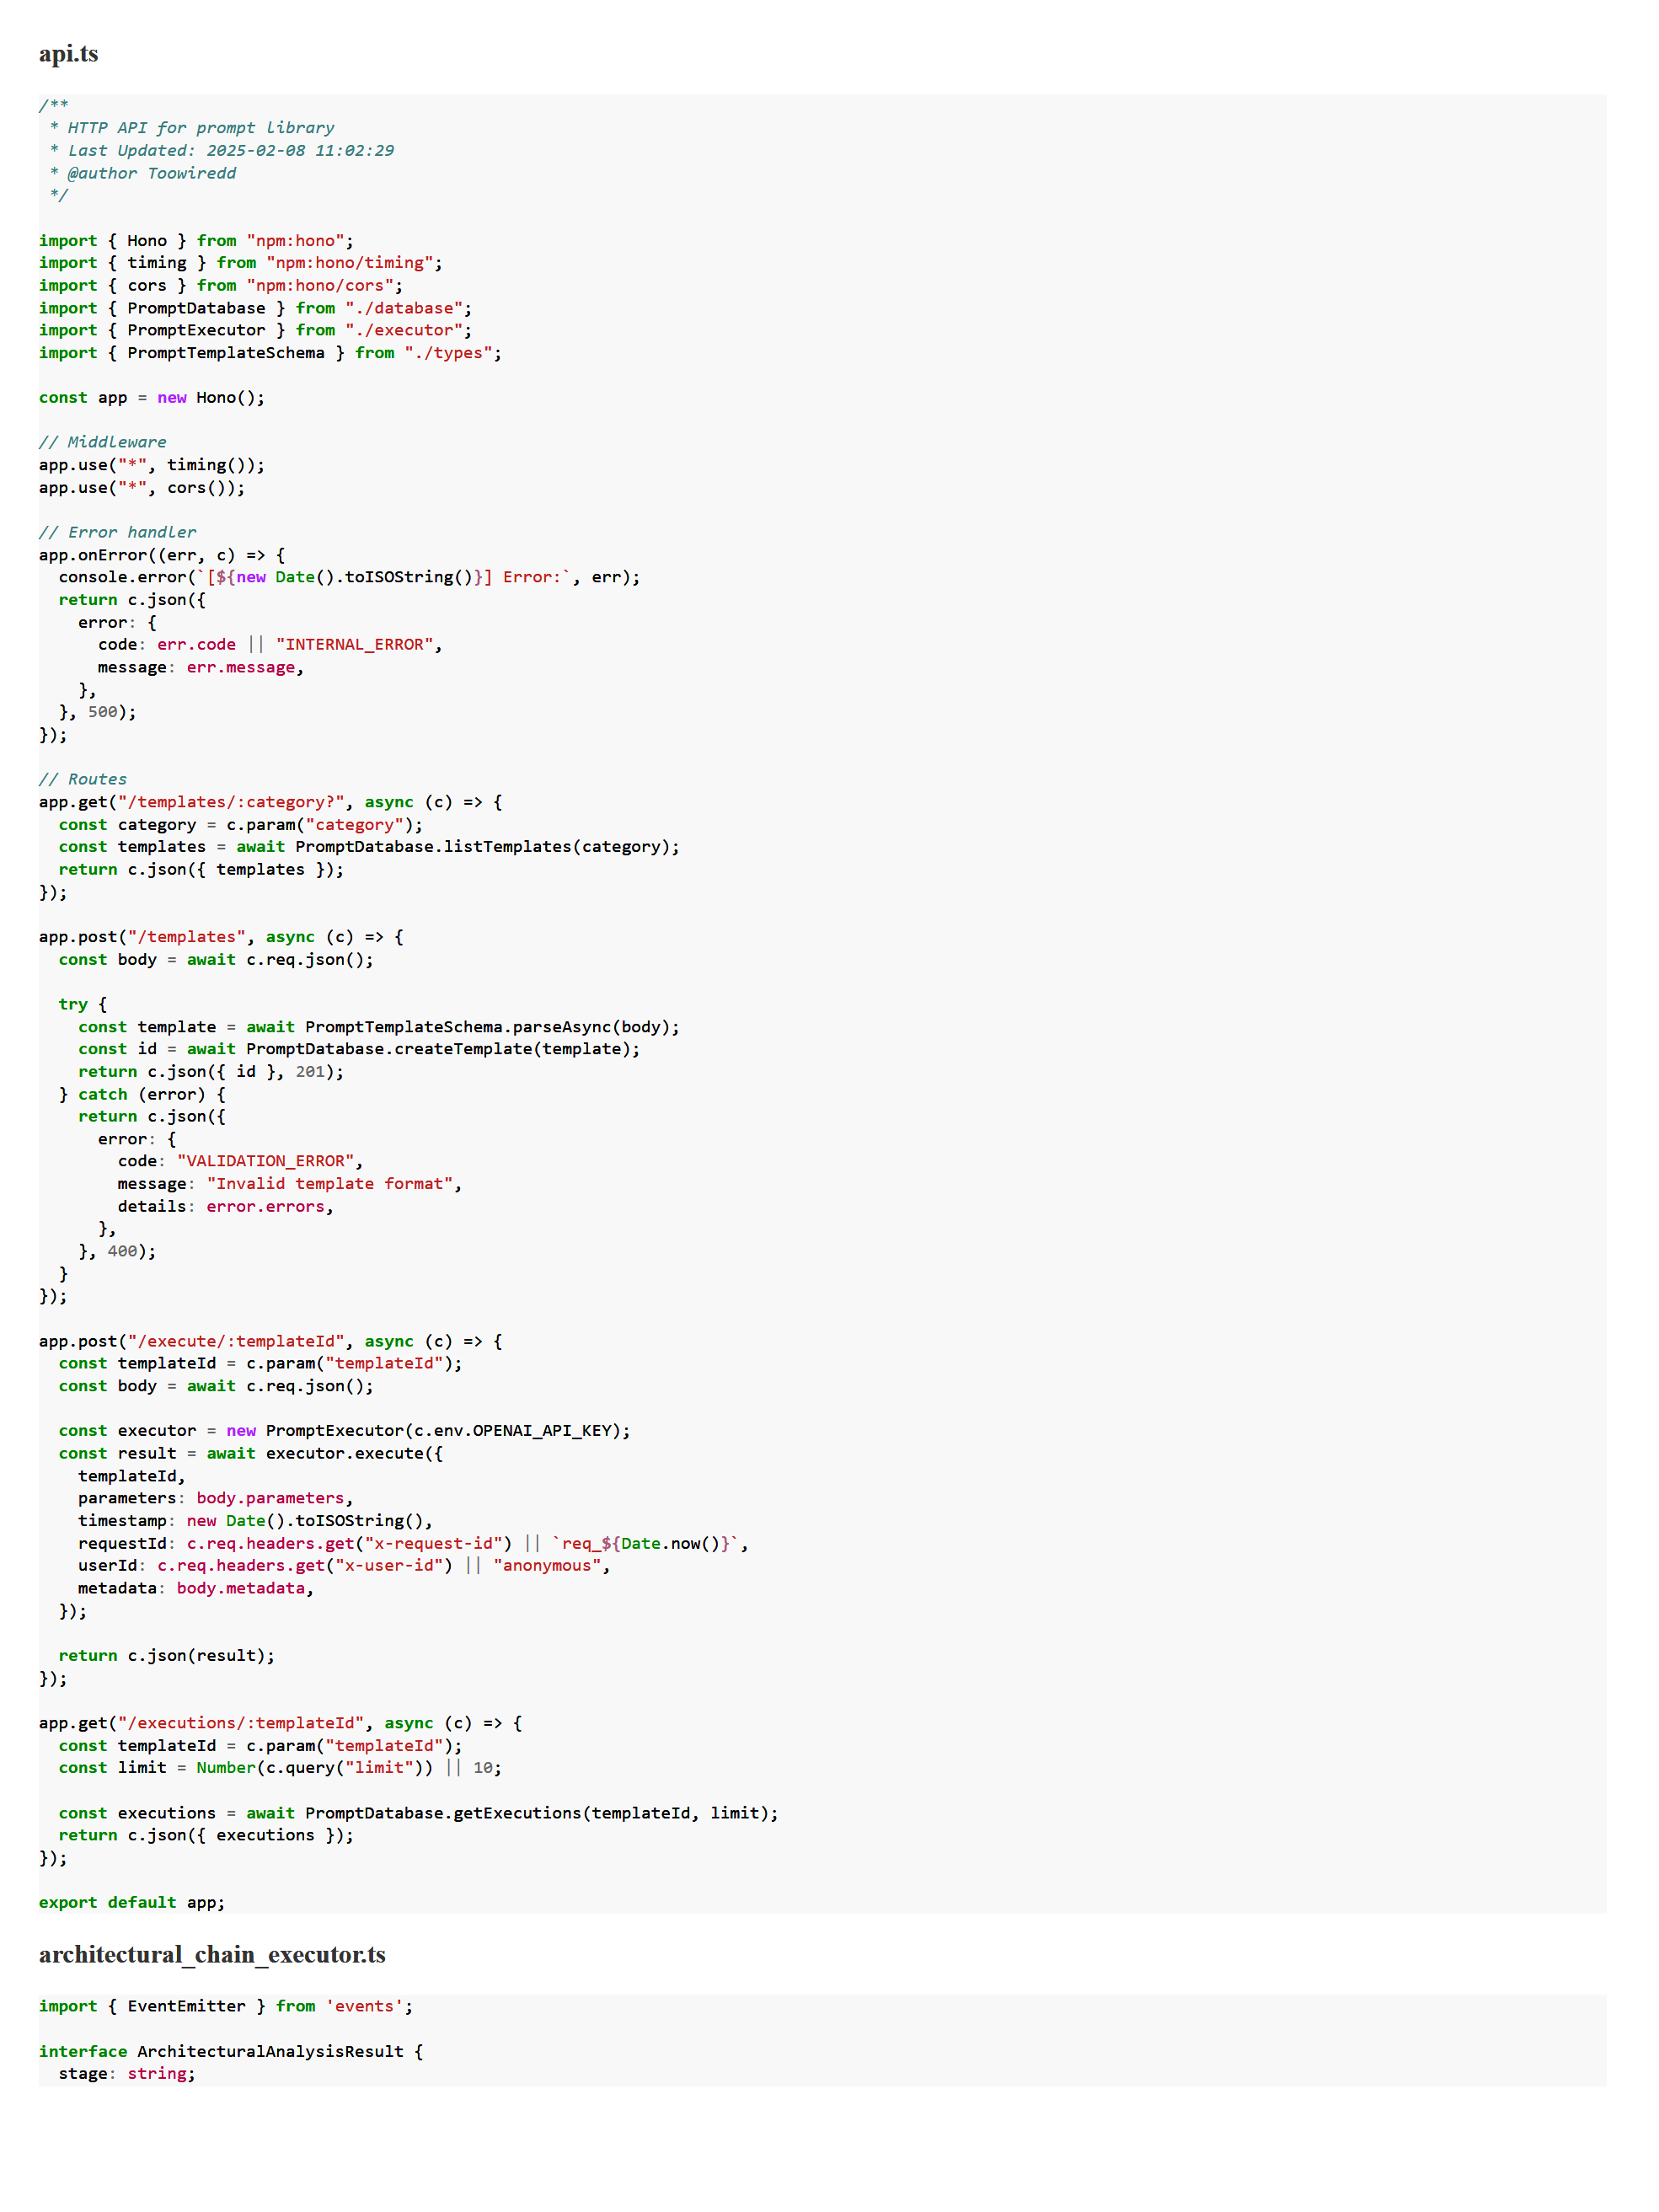 api.ts
/**
 * HTTP API for prompt library
 * Last Updated: 2025-02-08 11:02:29
 * @author Toowiredd
 */
import { Hono } from "npm:hono";
import { timing } from "npm:hono/timing";
import { cors } from "npm:hono/cors";
import { PromptDatabase } from "./database";
import { PromptExecutor } from "./executor";
import { PromptTemplateSchema } from "./types";
const app = new Hono();
// Middleware
app.use("*", timing());
app.use("*", cors());
// Error handler
app.onError((err, c) => {
  console.error(`[${new Date().toISOString()}] Error:`, err);
  return c.json({
    error: {
      code: err.code || "INTERNAL_ERROR",
      message: err.message,
    },
  }, 500);
});
// Routes
app.get("/templates/:category?", async (c) => {
  const category = c.param("category");
  const templates = await PromptDatabase.listTemplates(category);
  return c.json({ templates });
});
app.post("/templates", async (c) => {
  const body = await c.req.json();
  try {
    const template = await PromptTemplateSchema.parseAsync(body);
    const id = await PromptDatabase.createTemplate(template);
    return c.json({ id }, 201);
  } catch (error) {
    return c.json({
      error: {
        code: "VALIDATION_ERROR",
        message: "Invalid template format",
        details: error.errors,
      },
    }, 400);
  }
});
app.post("/execute/:templateId", async (c) => {
  const templateId = c.param("templateId");
  const body = await c.req.json();
  const executor = new PromptExecutor(c.env.OPENAI_API_KEY);
  const result = await executor.execute({
    templateId,
    parameters: body.parameters,
    timestamp: new Date().toISOString(),
    requestId: c.req.headers.get("x-request-id") || `req_${Date.now()}`,
    userId: c.req.headers.get("x-user-id") || "anonymous",
    metadata: body.metadata,
  });
  return c.json(result);
});
app.get("/executions/:templateId", async (c) => {
  const templateId = c.param("templateId");
  const limit = Number(c.query("limit")) || 10;
  const executions = await PromptDatabase.getExecutions(templateId, limit);
  return c.json({ executions });
});
export default app;
architectural_chain_executor.ts
import { EventEmitter } from 'events';
interface ArchitecturalAnalysisResult {
  stage: string;